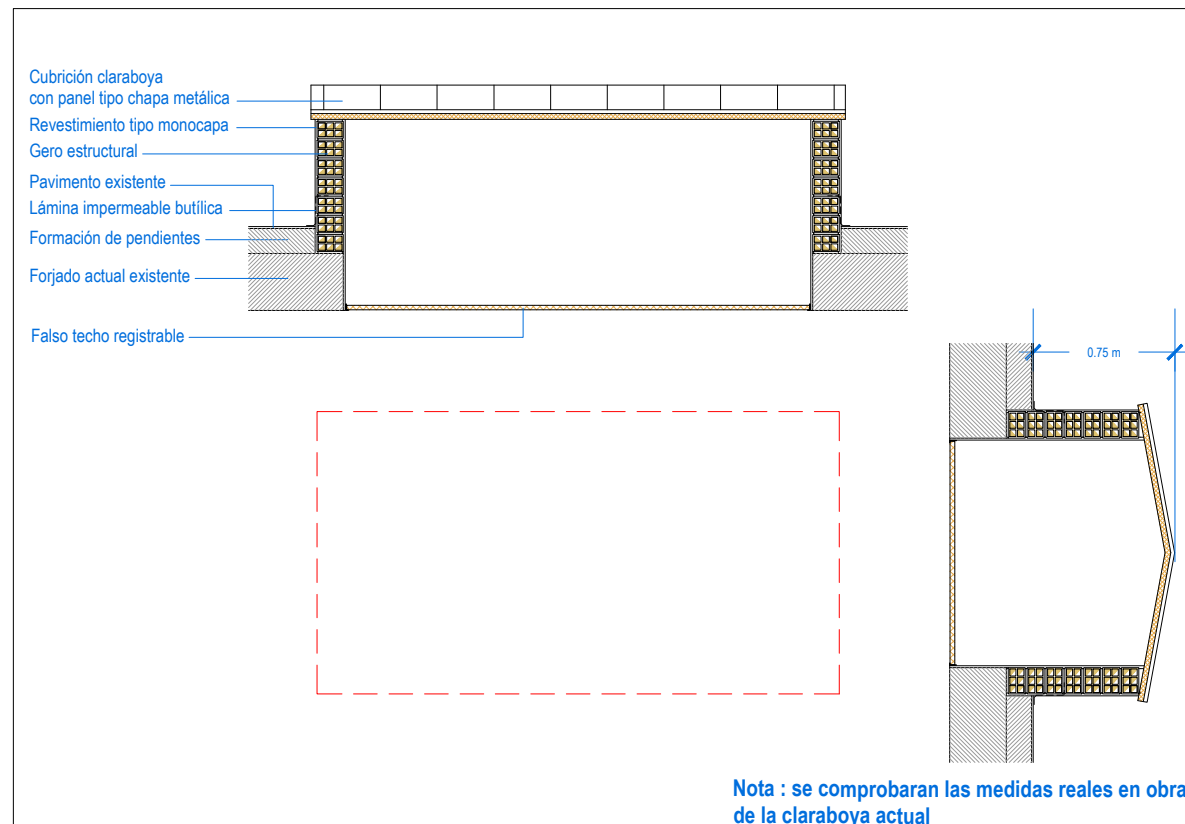 Cubrición claraboya
con panel tipo chapa metálica
Revestimiento tipo monocapa
Gero estructural
Pavimento existente
Lámina impermeable butílica
Formación de pendientes
Forjado actual existente
Falso techo registrable
0.75 m
Nota : se comprobaran las medidas reales en obra
de la claraboya actual